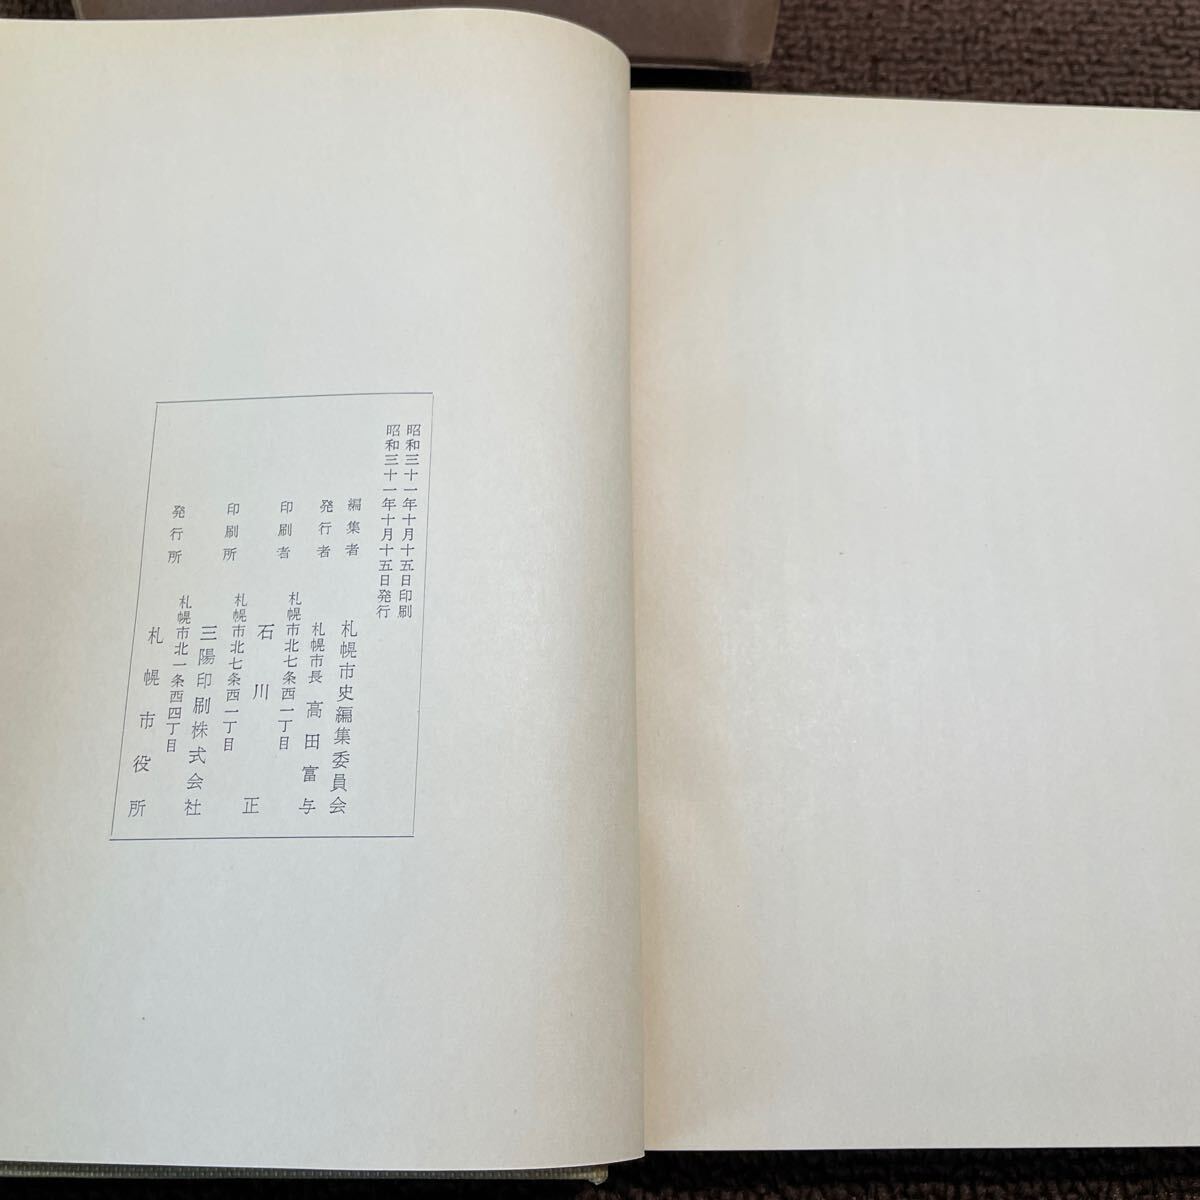 昭和三十一年十月十五日印刷
昭和三十一年十月十五日発行
編集者 札幌市史編集委員会
発行者 札幌市長 高田富与
印刷者 札幌市北七条西一丁目
石川正
印刷所 札幌市北七条西一丁目
三陽印刷株式会社
発行所 札幌市北一条西四丁目
札幌市役所